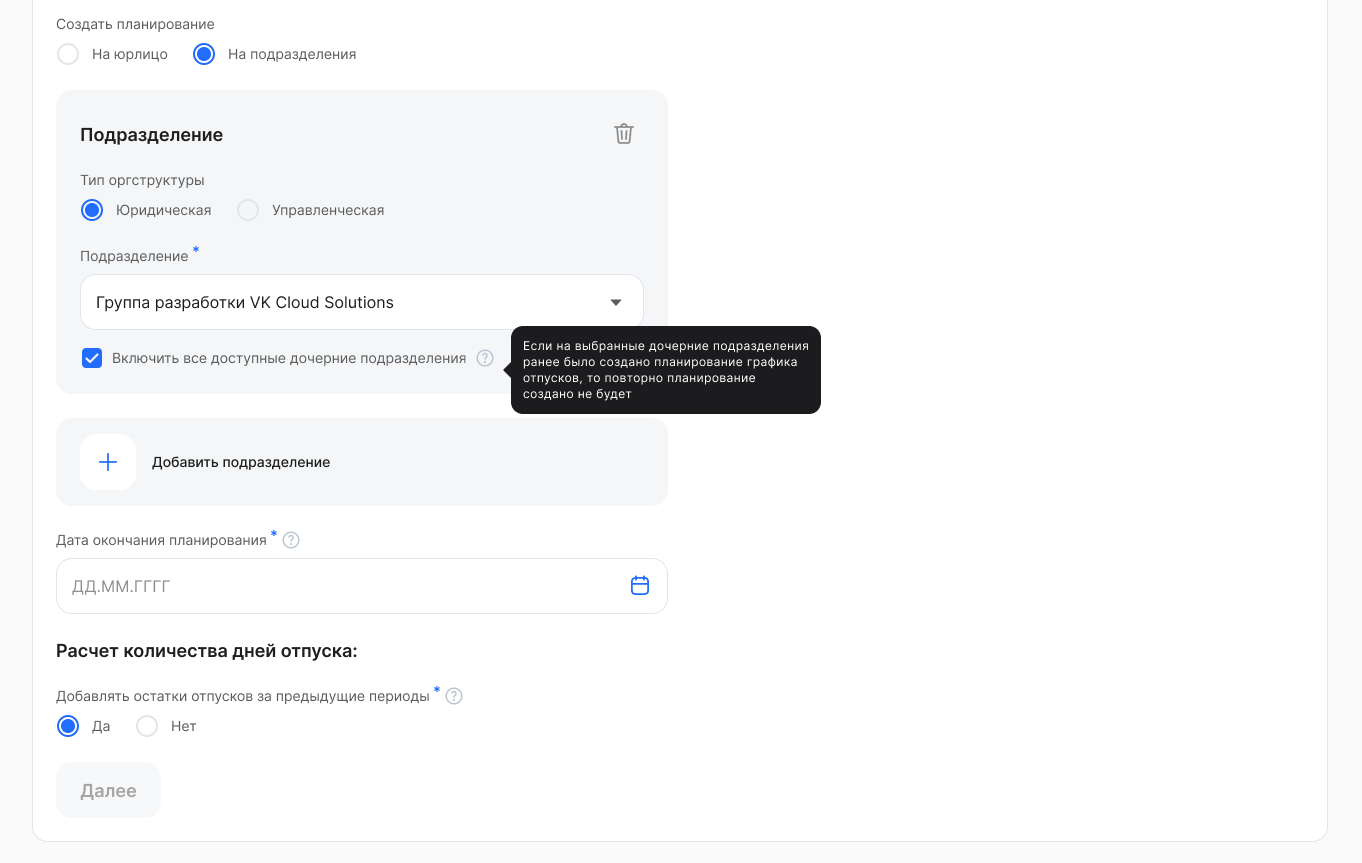 Создать планирование
На юрлицо
На подразделения
Подразделение
Тип оргструктуры
Юридическая
Управленческая
Подразделение *
Группа разработки VK Cloud Solutions
Включить все доступные дочерние подразделения ?
Если на выбранные дочерние подразделения
ранее было создано планирование графика
отпусков, то повторно планирование
создано не будет
Добавить подразделение
Дата окончания планирования * ?
ДД.ММ.ГГГГ
Расчет количества дней отпуска:
Добавлять остатки отпусков за предыдущие периоды * ?
Да
Нет
Далее